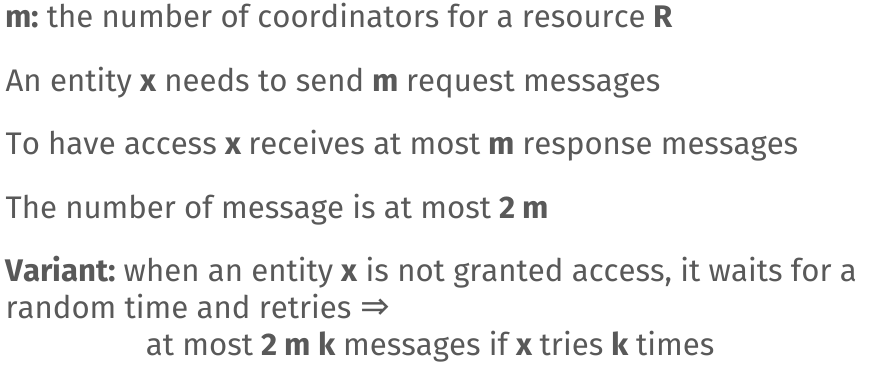 m: the number of coordinators for a resource R
An entity x needs to send m request messages
To have access x receives at most m response messages
The number of message is at most 2 m
Variant: when an entity x is not granted access, it waits for a
random time and retries ⇒
at most 2 m k messages if x tries k times